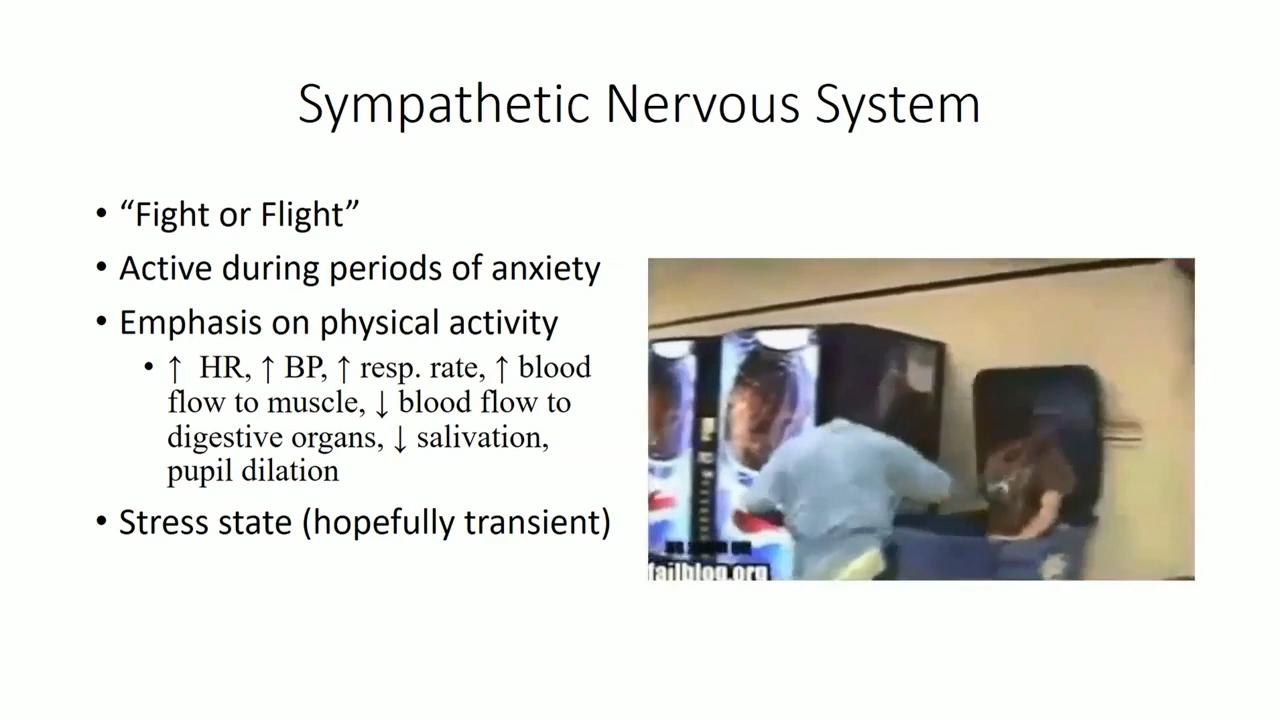 Sympathetic Nervous System
• “Fight or Flight”
• Active during periods of anxiety
• Emphasis on physical activity
• ↑ HR, ↑ BP, ↑ resp. rate, ↑ blood
flow to muscle, ↓ blood flow to
digestive organs, ↓ salivation,
pupil dilation
• Stress state (hopefully transient)
failblog.org